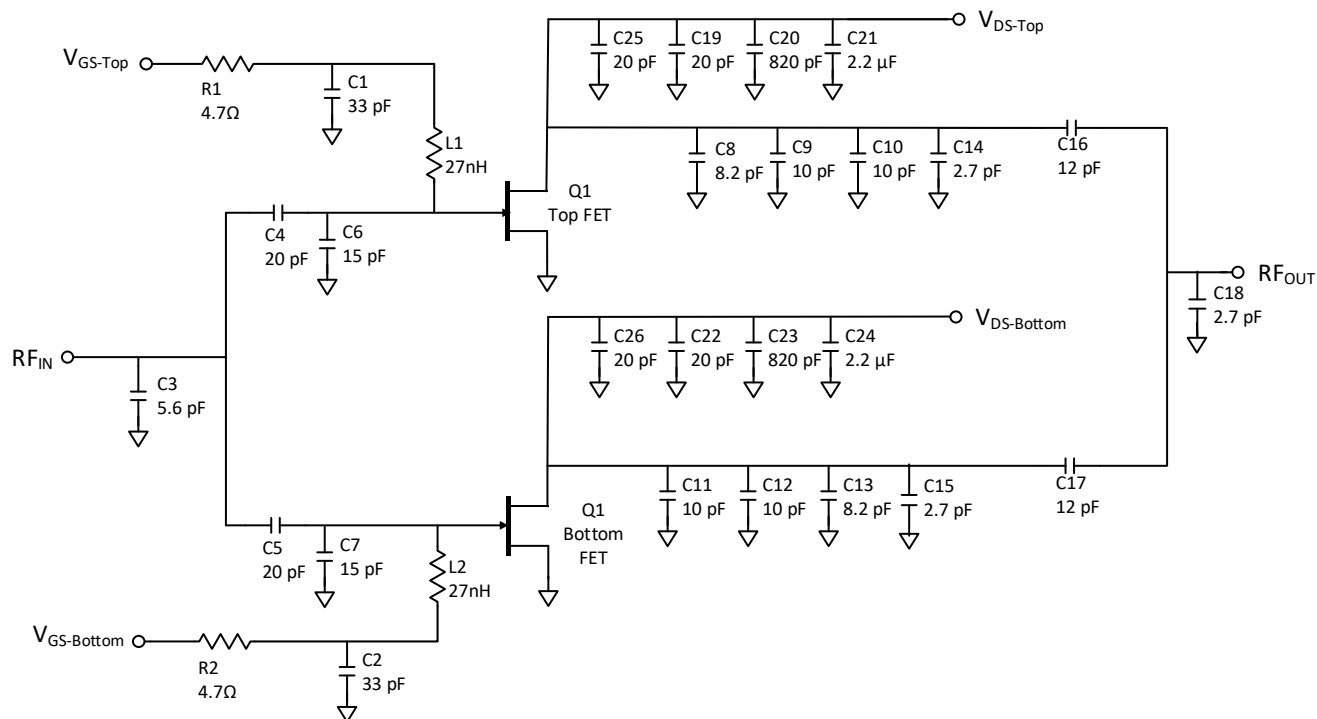 VDS-Top
C25
20 pF
C19
20 pF
C20
820 pF
C21
2.2 µF
VGS-Top
R1
4.7Ω
C1
33 pF
L1
27nH
C8
8.2 pF
C9
10 pF
C10
10 pF
C14
2.7 pF
C16
12 pF
Q1
Top FET
C4
20 pF
C6
15 pF
RFOUT
C18
2.7 pF
VDS-Bottom
C26
20 pF
C22
20 pF
C23
820 pF
C24
2.2 µF
RFIN
C3
5.6 pF
C11
10 pF
C12
10 pF
C13
8.2 pF
C15
2.7 pF
C17
12 pF
Q1
Bottom
FET
C5
20 pF
C7
15 pF
L2
27nH
VGS-Bottom
R2
4.7Ω
C2
33 pF